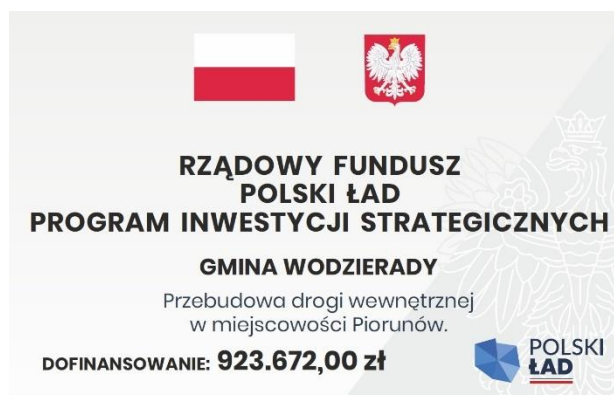 RZĄDOWY FUNDUSZ
POLSKI ŁAD
PROGRAM INWESTYCJI STRATEGICZNYCH
GMINA WODZIERADY
Przebudowa drogi wewnętrznej
w miejscowości Piorunów.
DOFINANSOWANIE: 923.672,00 zł
POLSKI
ŁAD